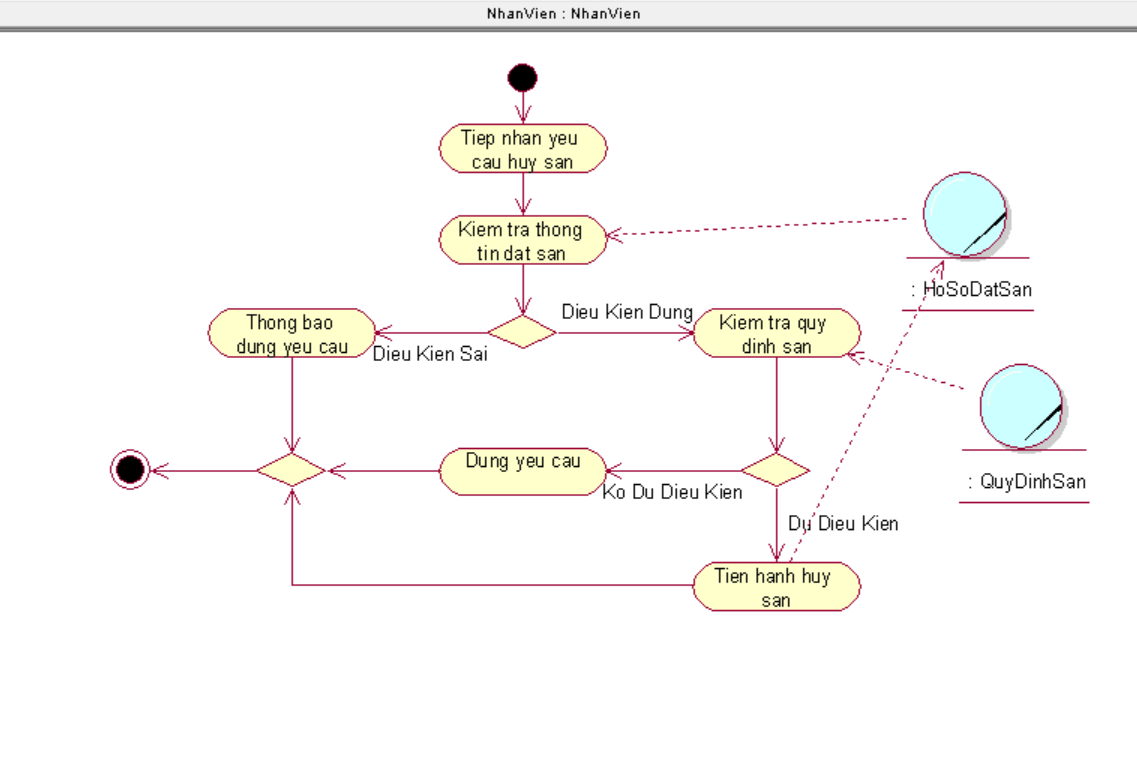 NhanVien : NhanVien
Tiep nhan yeu
cau huy san
Kiem tra thong
tin dat san
: HoSoDatSan
Dieu Kien Dung
Thong bao
dung yeu cau
Kiem tra quy
dinh san
Dieu Kien Sai
Dung yeu cau
: QuyDinhSan
Ko Du Dieu Kien
Du Dieu Kien
Tien hanh huy
san